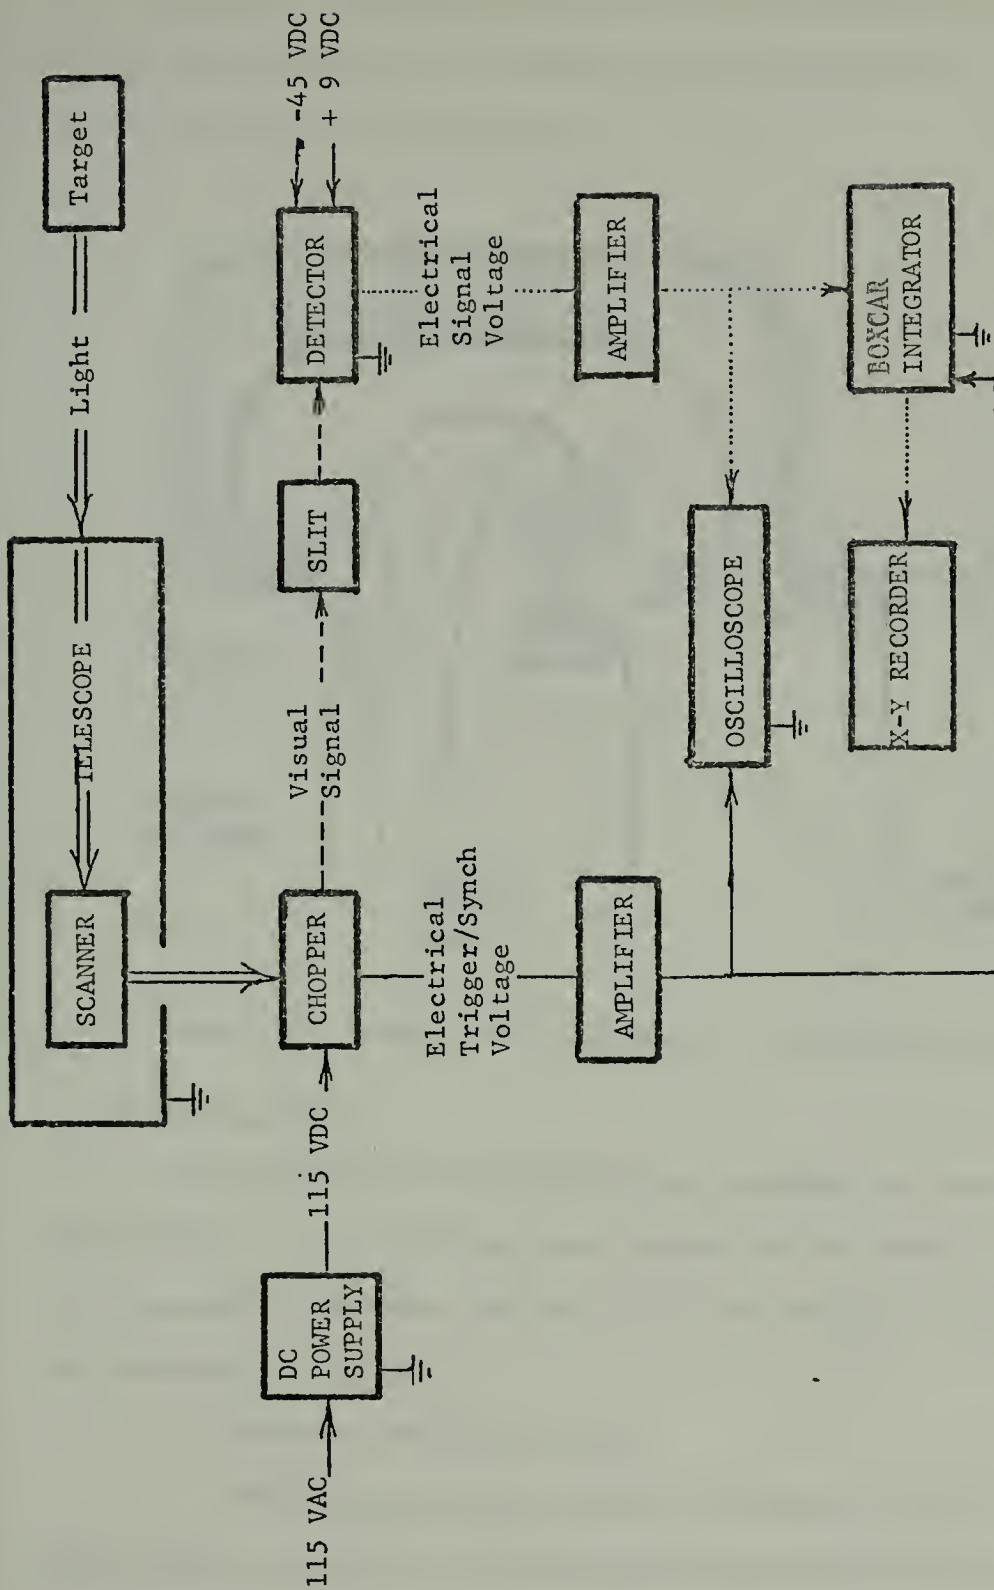 Target
Light
TELESCOPE
SCANNER
115 VAC
DC
POWER
SUPPLY
115 VDC
CHOPPER
Visual
Signal
SLIT
DETECTOR
-45 VDC
+ 9 VDC
Electrical
Trigger/Synch
Voltage
Electrical
Signal
Voltage
AMPLIFIER
AMPLIFIER
OSCILLOSCOPE
X-Y RECORDER
BOXCAR
INTEGRATOR